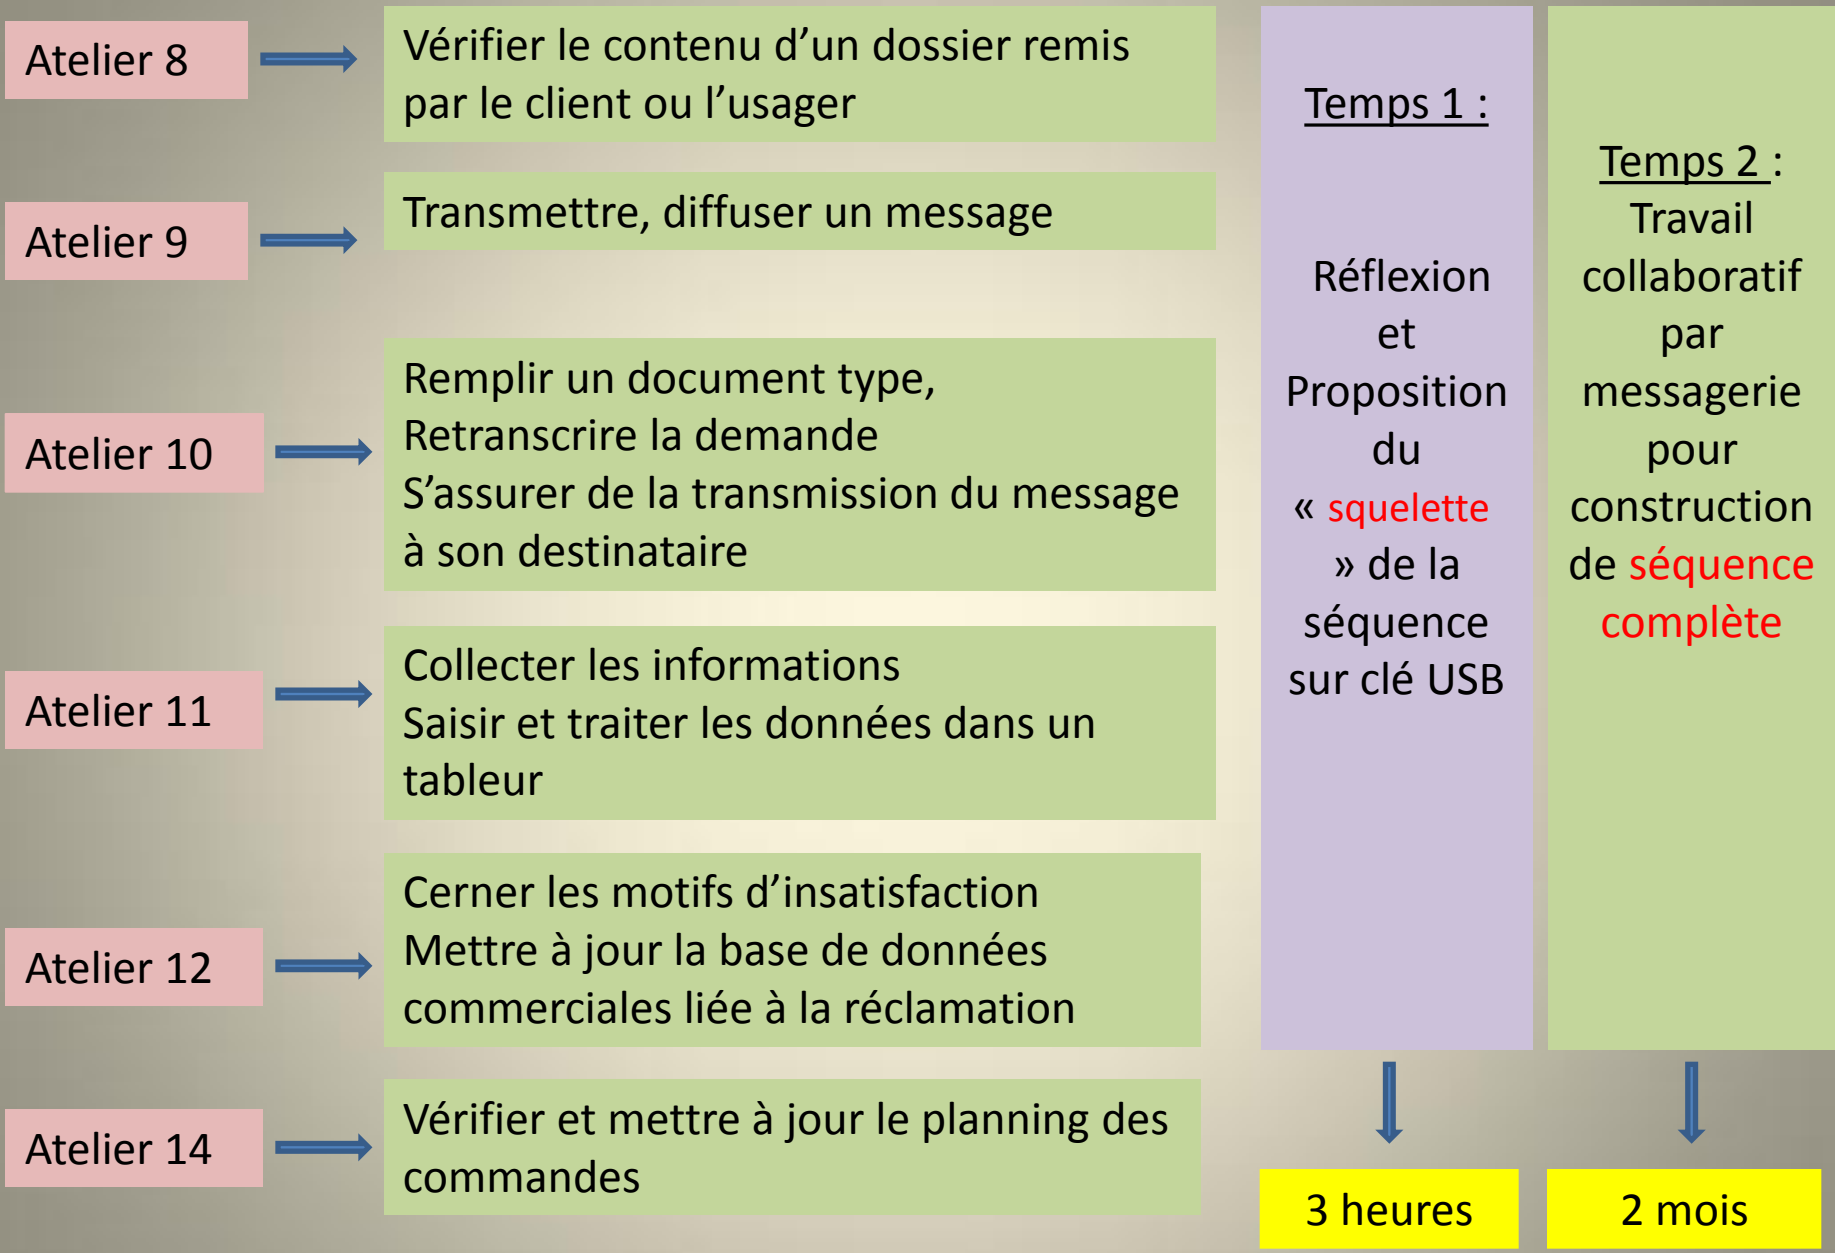 Atelier 8
Vérifier le contenu d’un dossier remis
par le client ou l’usager
Atelier 9
Transmettre, diffuser un message
Atelier 10
Remplir un document type,
Retranscrire la demande
S’assurer de la transmission du message
à son destinataire
Atelier 11
Collecter les informations
Saisir et traiter les données dans un
tableur
Atelier 12
Cerner les motifs d’insatisfaction
Mettre à jour la base de données
commerciales liée à la réclamation
Atelier 14
Vérifier et mettre à jour le planning des
commandes
Temps 1 :
Réflexion
et
Proposition
du
« squelette
» de la
séquence
sur clé USB
3 heures
Temps 2 :
Travail
collaboratif
par
messagerie
pour
construction
de séquence
complète
2 mois